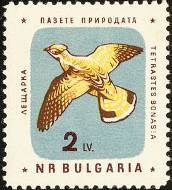 ПАЗЕТЕ ПРИРОДАТА
ЛЕЩАРКА
TETRASTES BONASIA
2 LV.
NR BULGARIA